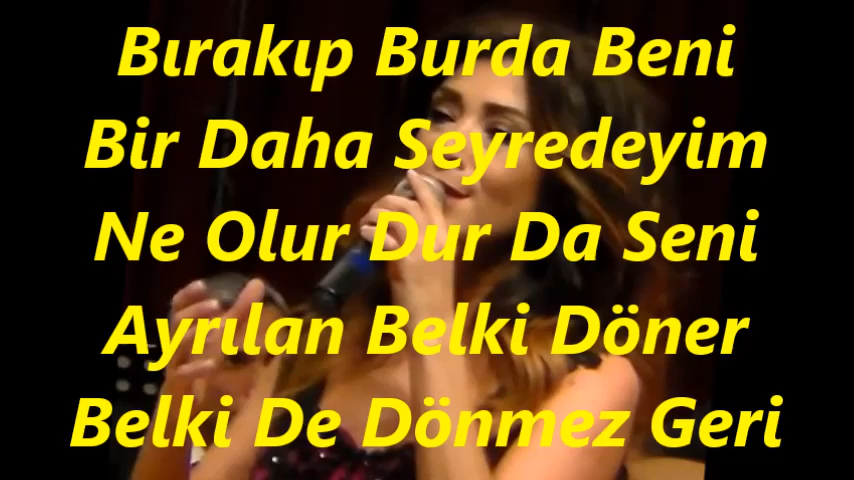 Bırakıp Burda Beni
Bir Daha Seyredeyim
Ne Olur Dur Da Seni
Ayrılan Belki Döner
Belki De Dönmez Geri